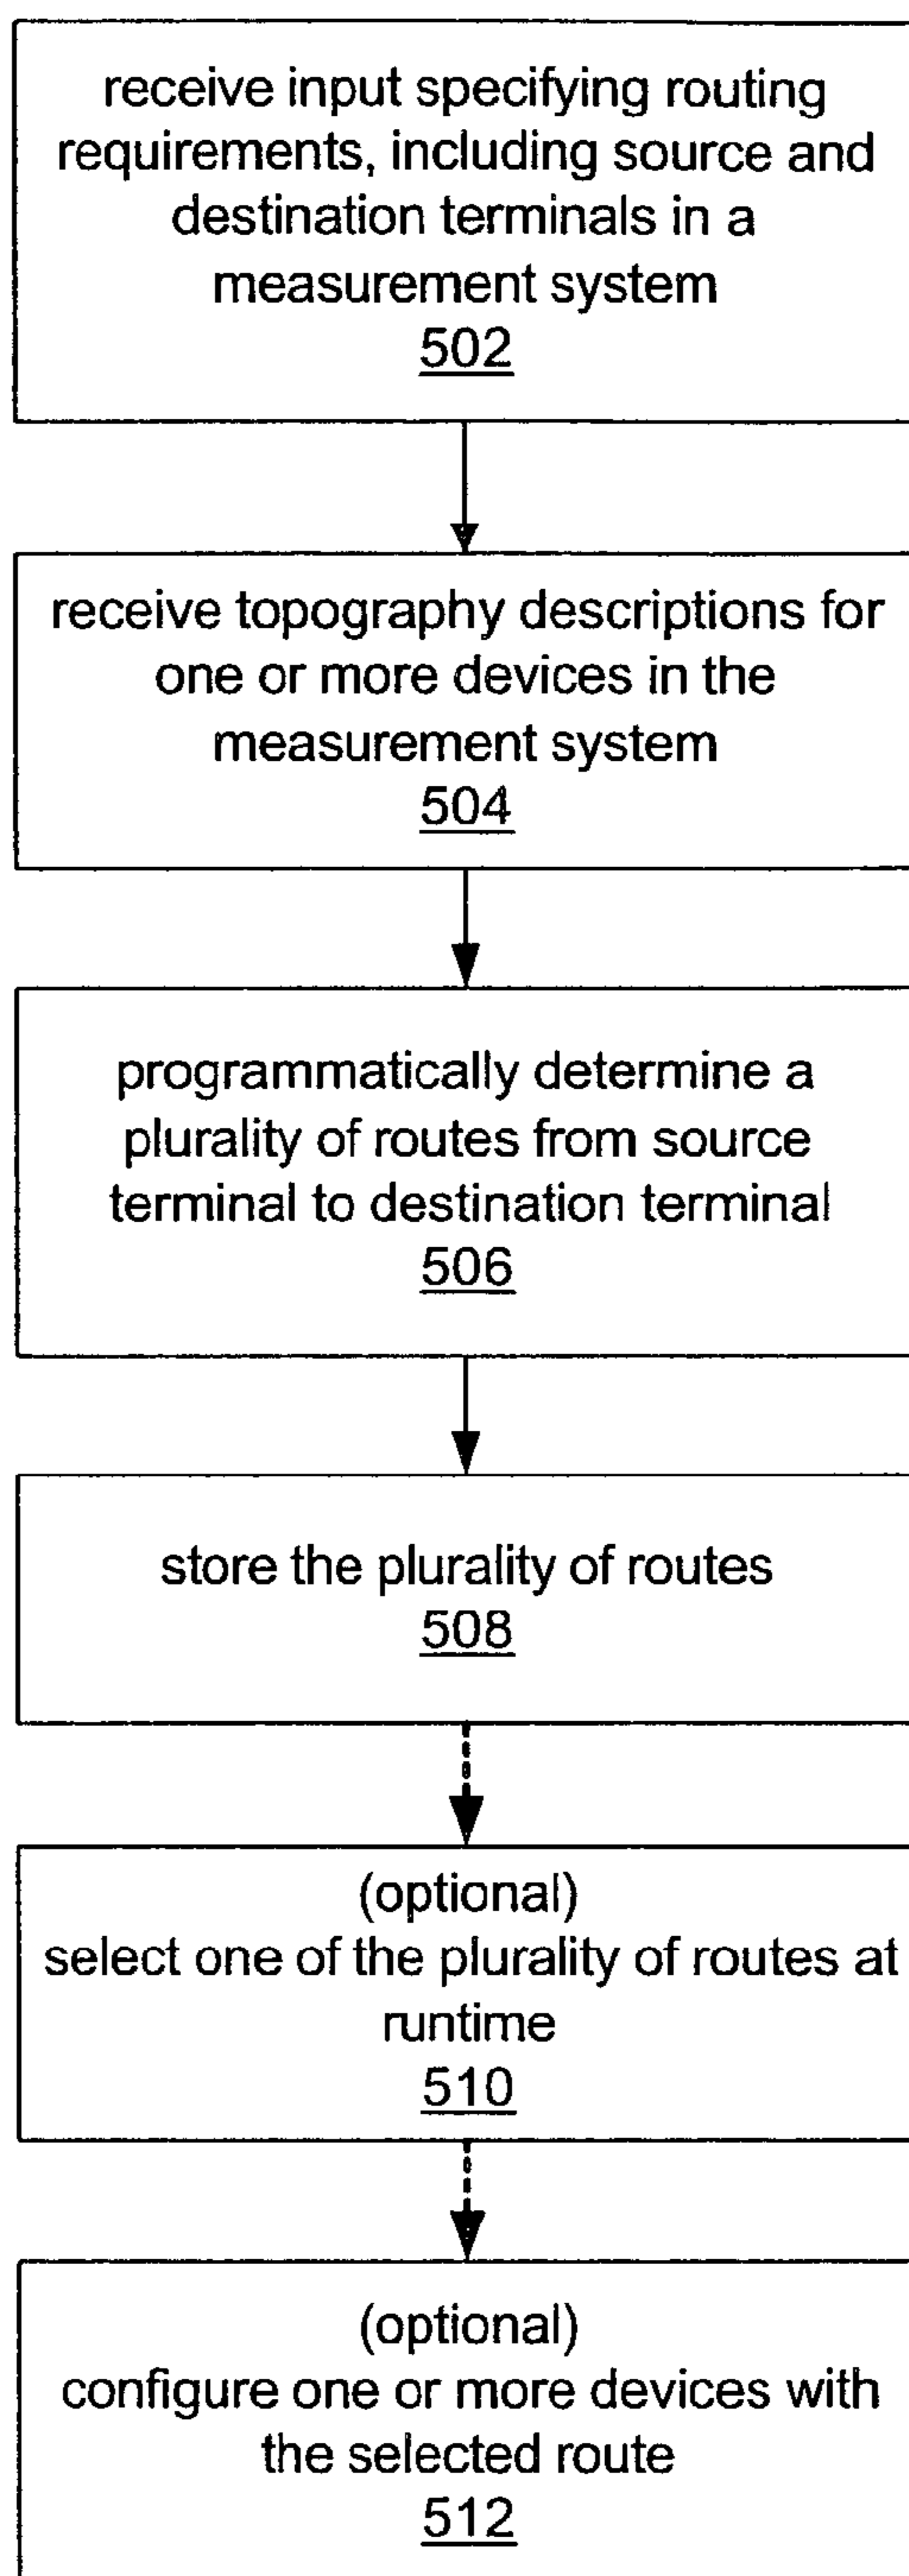 receive input specifying routing
requirements, including source and
destination terminals in a
measurement system
502
receive topography descriptions for
one or more devices in the
measurement system
504
programmatically determine a
plurality of routes from source
terminal to destination terminal
506
store the plurality of routes
508
(optional)
select one of the plurality of routes at
runtime
510
(optional)
configure one or more devices with
the selected route
512